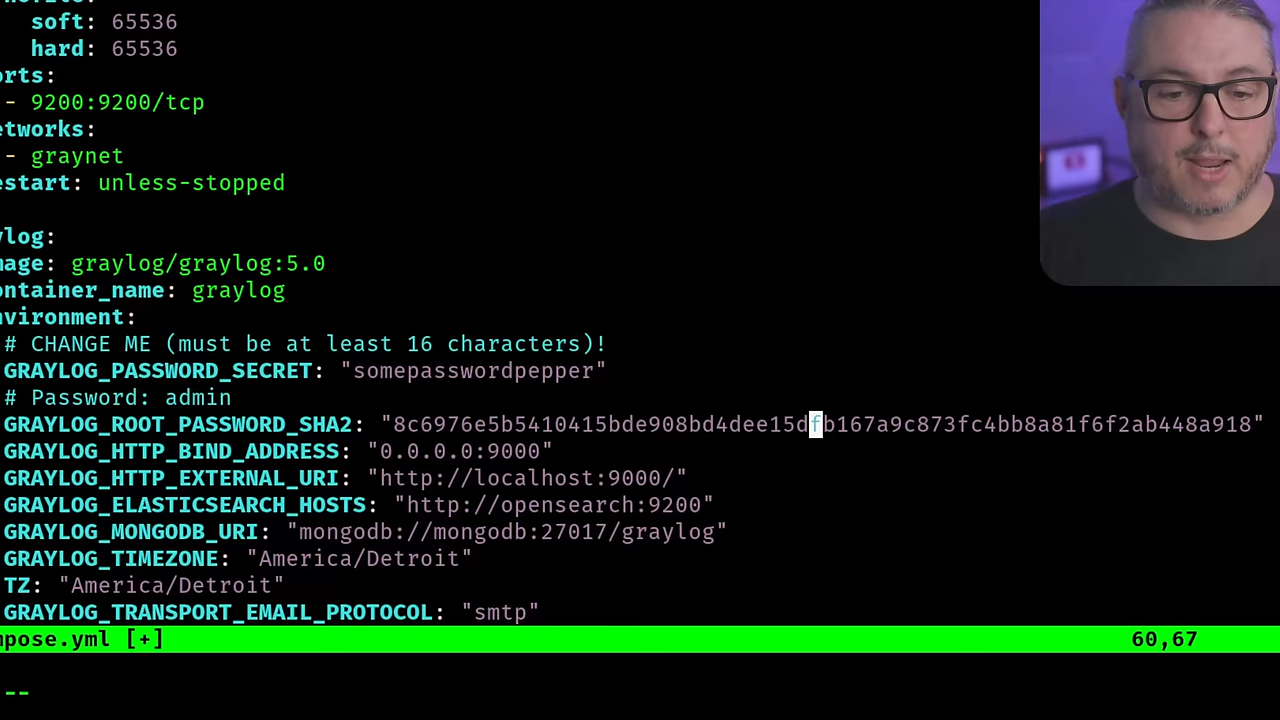 soft: 65536
hard: 65536
orts:
- 9200:9200/tcp
etworks:
- graynet
estart: unless-stopped
ylog:
mage: graylog/graylog:5.0
ontainer_name: graylog
nvironment:
# CHANGE ME (must be at least 16 characters)!
GRAYLOG_PASSWORD_SECRET: "somepasswordpepper"
# Password: admin
GRAYLOG_ROOT_PASSWORD_SHA2: "8c6976e5b5410415bde908bd4dee15dfb167a9c873fc4bb8a81f6f2ab448a918"
GRAYLOG_HTTP_BIND_ADDRESS: "0.0.0.0:9000"
GRAYLOG_HTTP_EXTERNAL_URI: "http://localhost:9000/"
GRAYLOG_ELASTICSEARCH_HOSTS: "http://opensearch:9200"
GRAYLOG_MONGODB_URI: "mongodb://mongodb:27017/graylog"
GRAYLOG_TIMEZONE: "America/Detroit"
TZ: "America/Detroit"
GRAYLOG_TRANSPORT_EMAIL_PROTOCOL: "smtp"
mpose.yml [+] 60,67
--